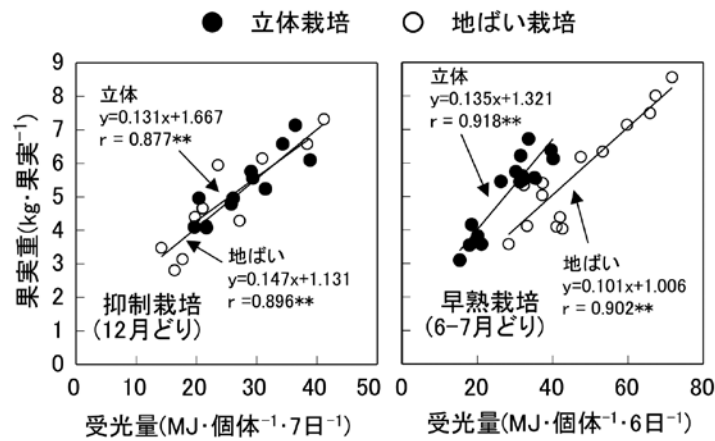 ● 立体栽培 ○ 地ばい栽培
果実重(kg・果実⁻¹)
9
8
7
6
5
4
3
2
1
0
立体
y=0.131x+1.667
r = 0.877**
地ばい
y=0.147x+1.131
r = 0.896**
抑制栽培
(12月どり)
0 10 20 30 40 50
受光量(MJ・個体⁻¹・7日⁻¹)
立体
y=0.135x+1.321
r = 0.918**
地ばい
y=0.101x+1.006
r = 0.902**
早熟栽培
(6-7月どり)
0 20 40 60 80
受光量(MJ・個体⁻¹・6日⁻¹)